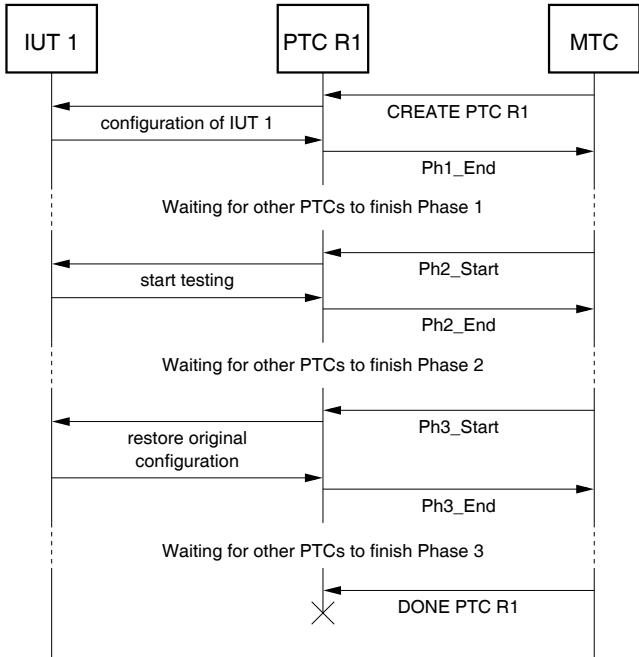 IUT 1
PTC R1
MTC
CREATE PTC R1
configuration of IUT 1
Ph1_End
Waiting for other PTCs to finish Phase 1
Ph2_Start
start testing
Ph2_End
Waiting for other PTCs to finish Phase 2
Ph3_Start
restore original
configuration
Ph3_End
Waiting for other PTCs to finish Phase 3
DONE PTC R1